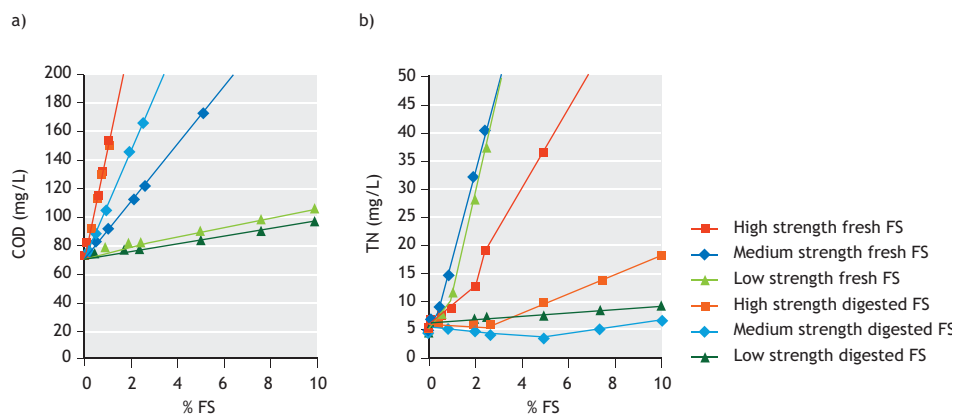 a)
b)
200
180
160
140
120
100
80
60
40
20
0
COD (mg/L)
0 2 4 6 8 10
% FS
50
45
40
35
30
25
20
15
10
5
0
TN (mg/L)
0 2 4 6 8 10
% FS
High strength fresh FS
Medium strength fresh FS
Low strength fresh FS
High strength digested FS
Medium strength digested FS
Low strength digested FS